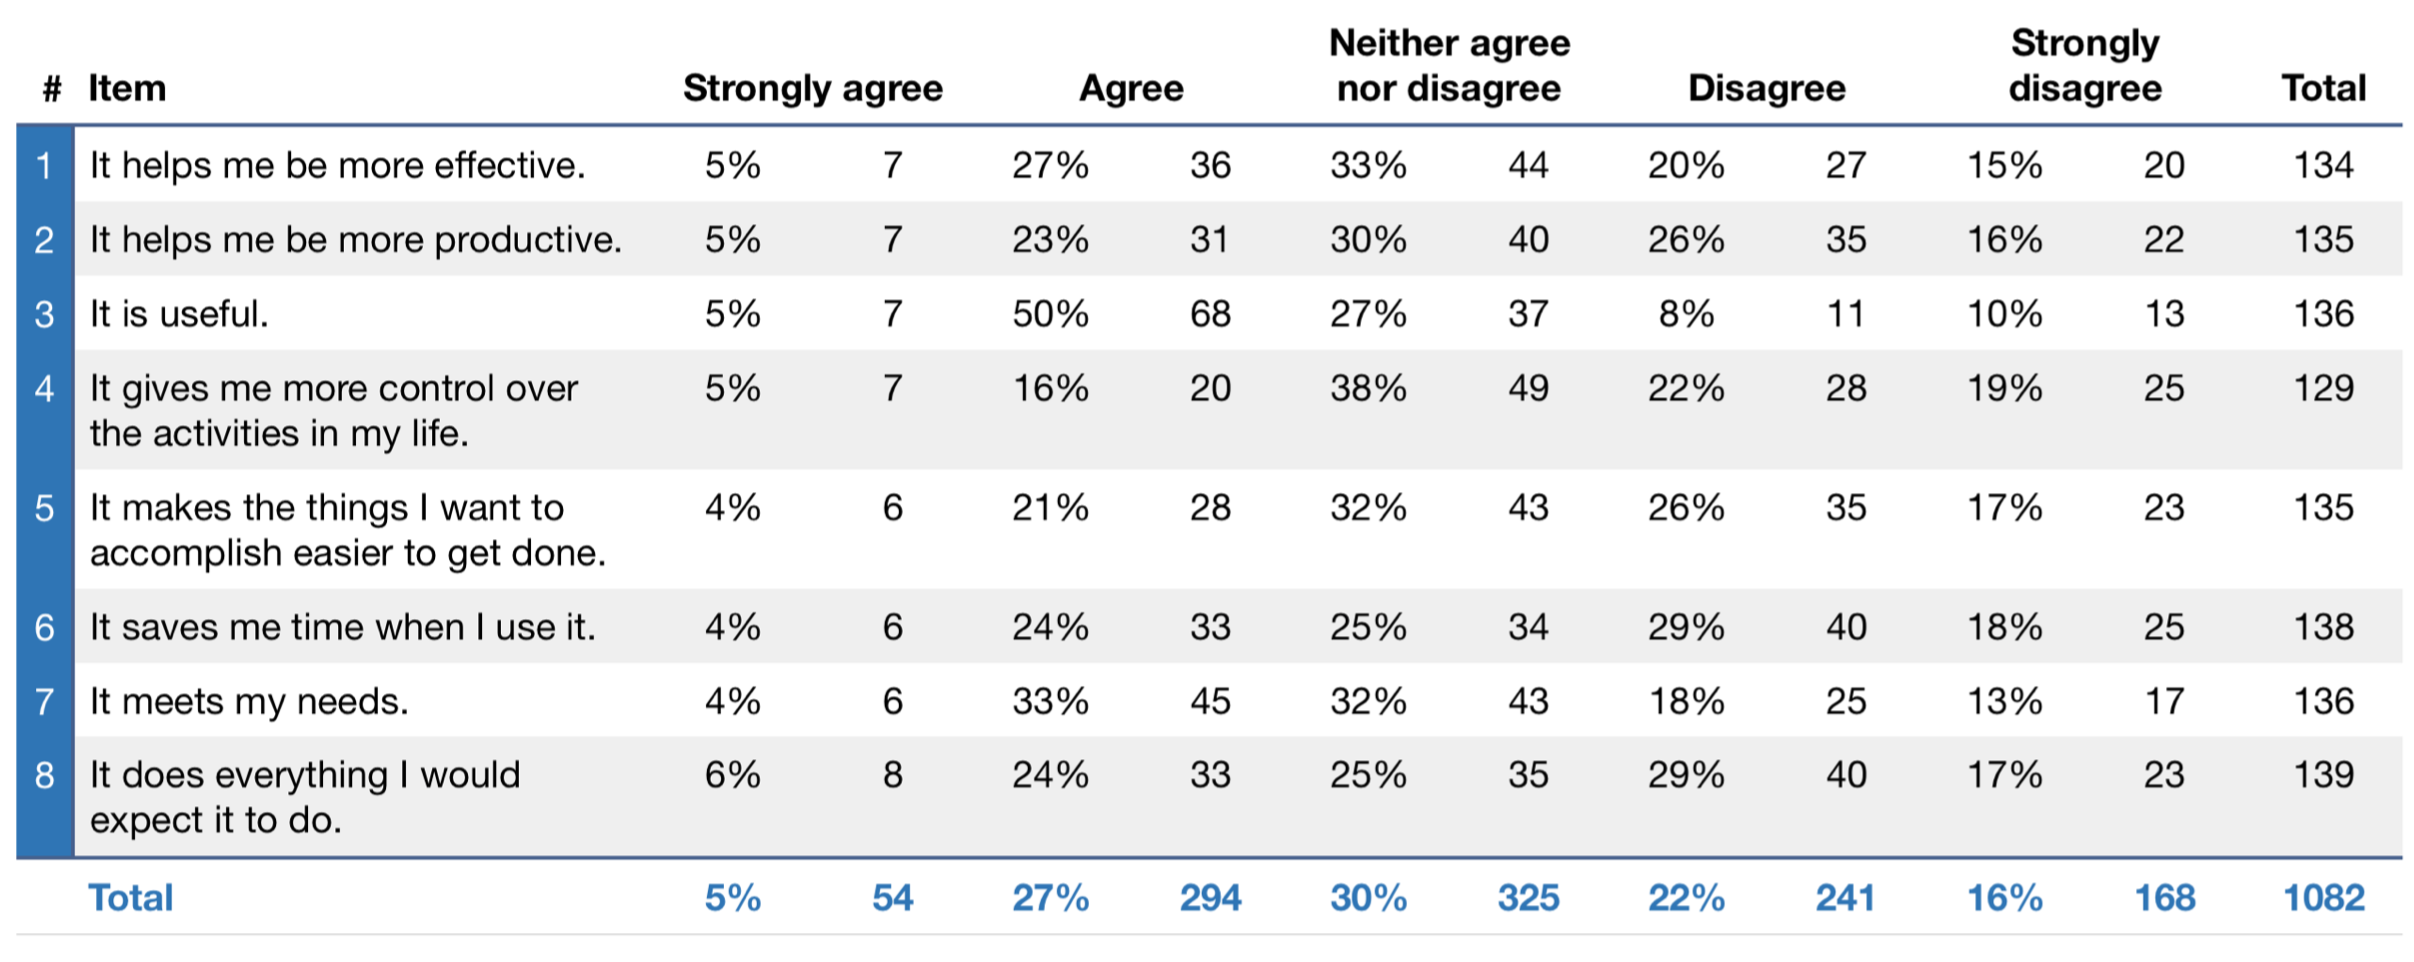 Neither agree Strongly
# Item Strongly agree Agree nor disagree Disagree disagree Total
1 It helps me be more effective. 5% 7 27% 36 33% 44 20% 27 15% 20 134
2 It helps me be more productive. 5% 7 23% 31 30% 40 26% 35 16% 22 135
3 It is useful. 5% 7 50% 68 27% 37 8% 11 10% 13 136
4 It gives me more control over 5% 7 16% 20 38% 49 22% 28 19% 25 129
the activities in my life.
5 It makes the things I want to 4% 6 21% 28 32% 43 26% 35 17% 23 135
accomplish easier to get done.
6 It saves me time when I use it. 4% 6 24% 33 25% 34 29% 40 18% 25 138
7 It meets my needs. 4% 6 33% 45 32% 43 18% 25 13% 17 136
8 It does everything I would 6% 8 24% 33 25% 35 29% 40 17% 23 139
expect it to do.
Total 5% 54 27% 294 30% 325 22% 241 16% 168 1082